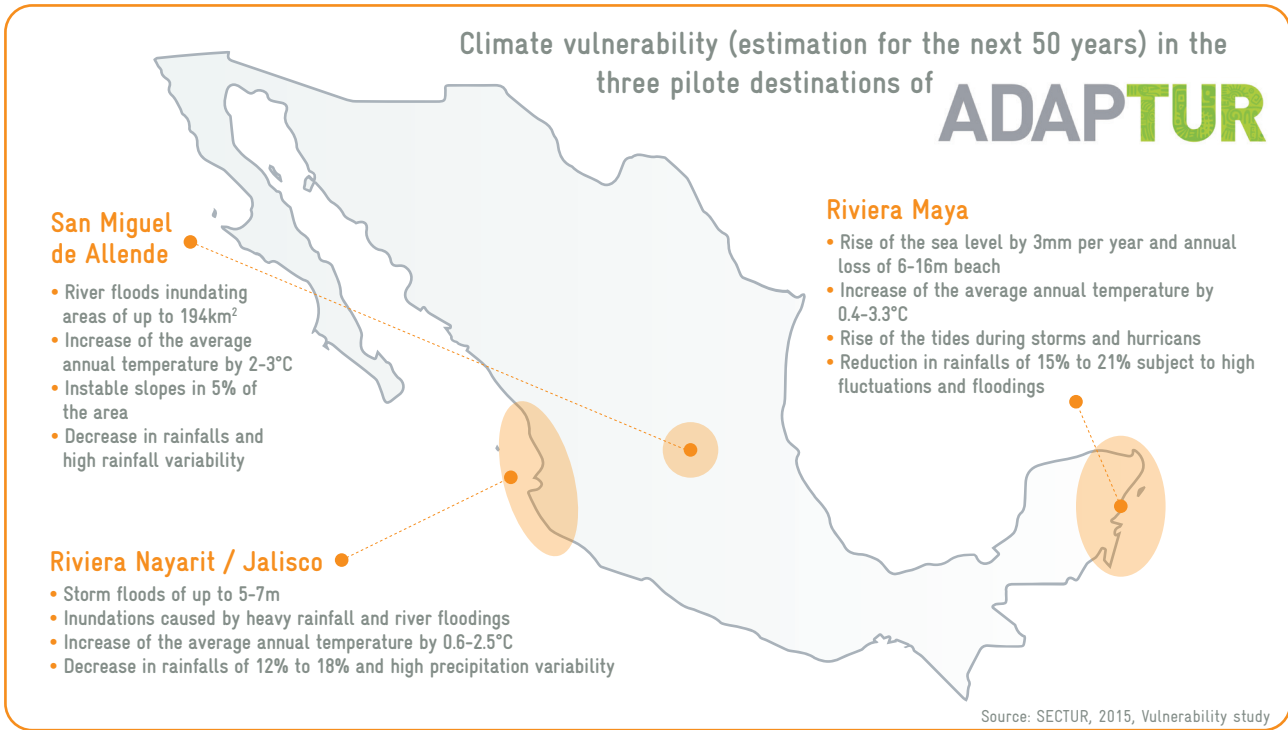 Climate vulnerability (estimation for the next 50 years) in the
three pilote destinations of
ADAPTUR
San Miguel
de Allende
• River floods inundating
areas of up to 194km²
• Increase of the average
annual temperature by 2-3°C
• Instable slopes in 5% of
the area
• Decrease in rainfalls and
high rainfall variability
Riviera Maya
• Rise of the sea level by 3mm per year and annual
loss of 6-16m beach
• Increase of the average annual temperature by
0.4-3.3°C
• Rise of the tides during storms and hurricans
• Reduction in rainfalls of 15% to 21% subject to high
fluctuations and floodings
Riviera Nayarit / Jalisco
• Storm floods of up to 5-7m
• Inundations caused by heavy rainfall and river floodings
• Increase of the average annual temperature by 0.6-2.5°C
• Decrease in rainfalls of 12% to 18% and high precipitation variability
Source: SECTUR, 2015, Vulnerability study